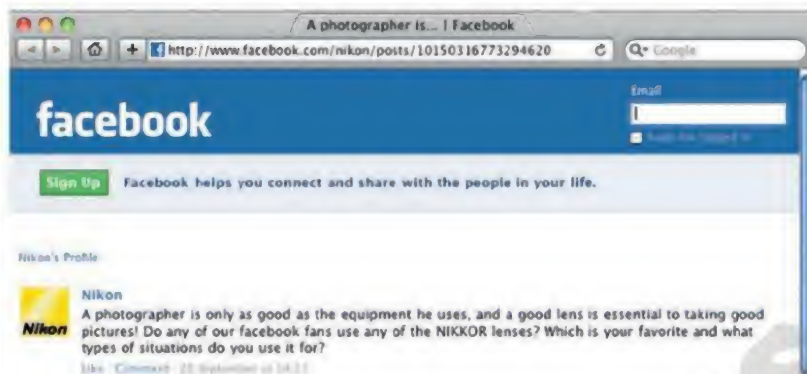 A photographer is... | Facebook
http://www.facebook.com/nikon/posts/10150316773294620
Google
Email
facebook
Sign Up Facebook helps you connect and share with the people in your life.
Nikon's Profile
Nikon
A photographer is only as good as the equipment he uses, and a good lens is essential to taking good
Nikon pictures! Do any of our facebook fans use any of the NIKKOR lenses? Which is your favorite and what
types of situations do you use it for?
Like Comment